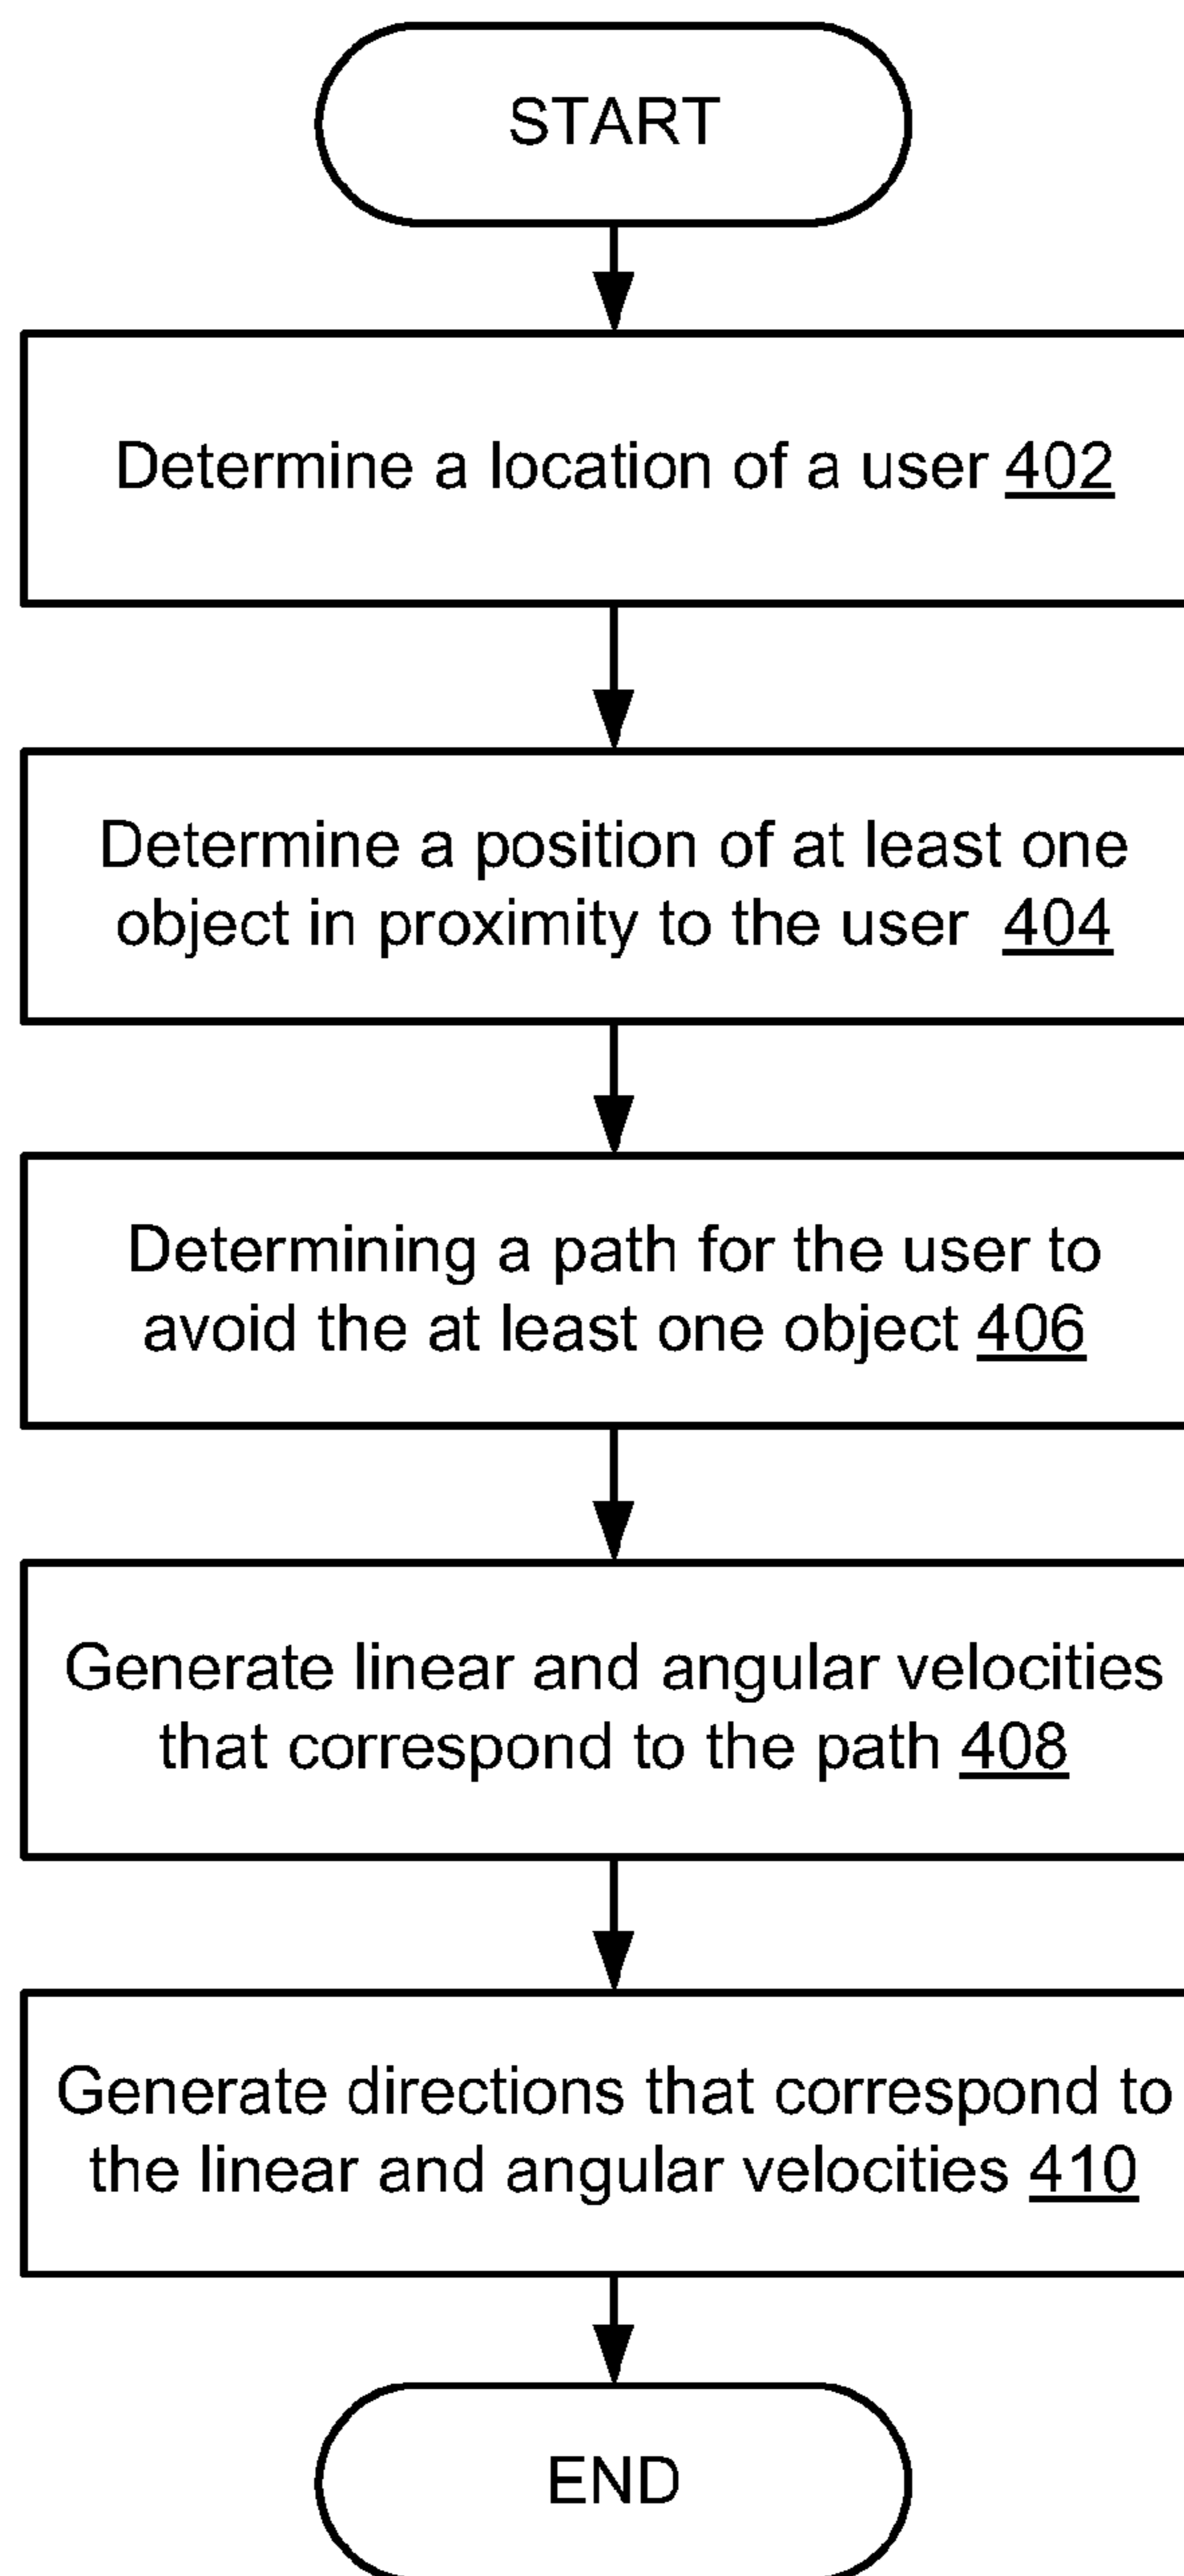 START
Determine a location of a user 402
Determine a position of at least one
object in proximity to the user 404
Determining a path for the user to
avoid the at least one object 406
Generate linear and angular velocities
that correspond to the path 408
Generate directions that correspond to
the linear and angular velocities 410
END